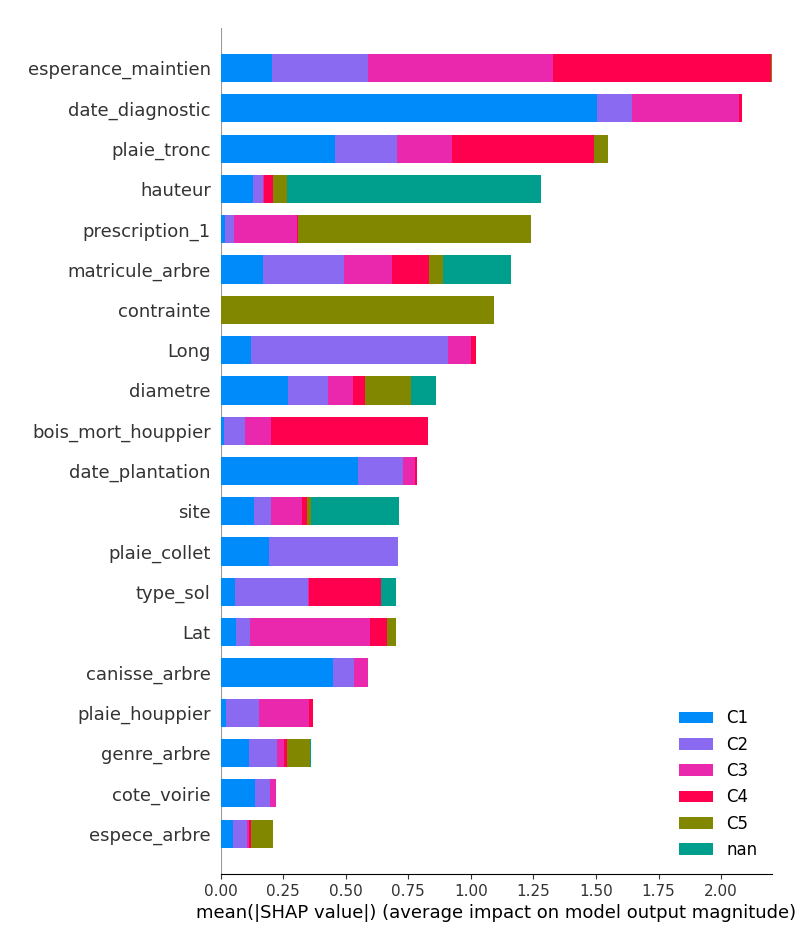 esperance_maintien
date_diagnostic
plaie_tronc
hauteur
prescription_1
matricule_arbre
contrainte
Long
diametre
bois_mort_houppier
date_plantation
site
plaie_collet
type_sol
Lat
canisse_arbre
plaie_houppier
genre_arbre
cote_voirie
espece_arbre
C1
C2
C3
C4
C5
nan
0.00 0.25 0.50 0.75 1.00 1.25 1.50 1.75 2.00
mean(|SHAP value|) (average impact on model output magnitude)